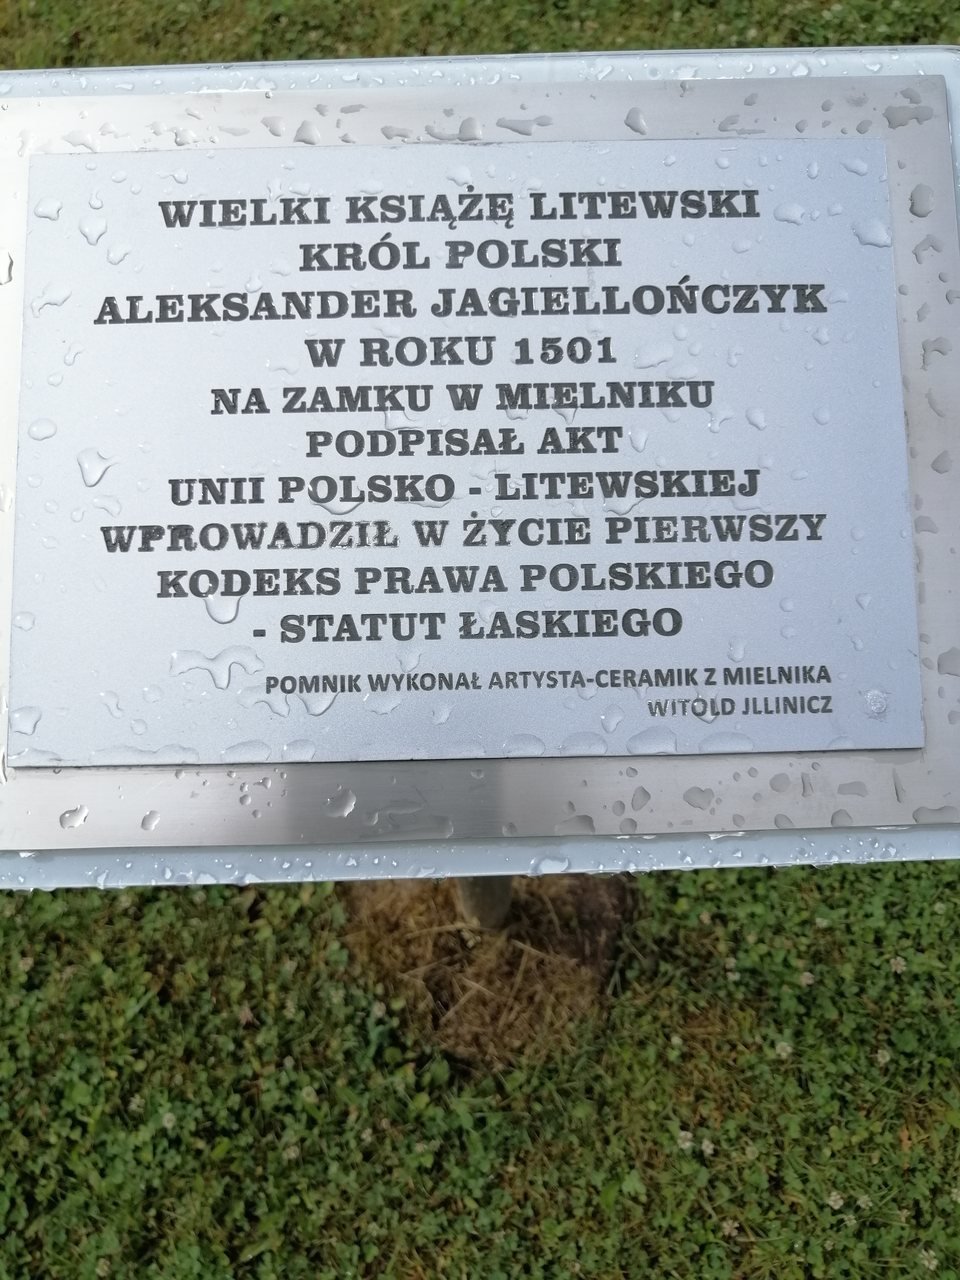 WIELKI KSIĄŻĘ LITEWSKI
KRÓL POLSKI
ALEKSANDER JAGIELLOŃCZYK
W ROKU 1501
NA ZAMKU W MIELNIKU
PODPISAŁ AKT
UNII POLSKO - LITEWSKIEJ
WPROWADZIŁ W ŻYCIE PIERWSZY
KODEKS PRAWA POLSKIEGO
- STATUT ŁASKIEGO
POMNIK WYKONAŁ ARTYSTA-CERAMIK Z MIELNIKA
WITOLD JLLINICZ